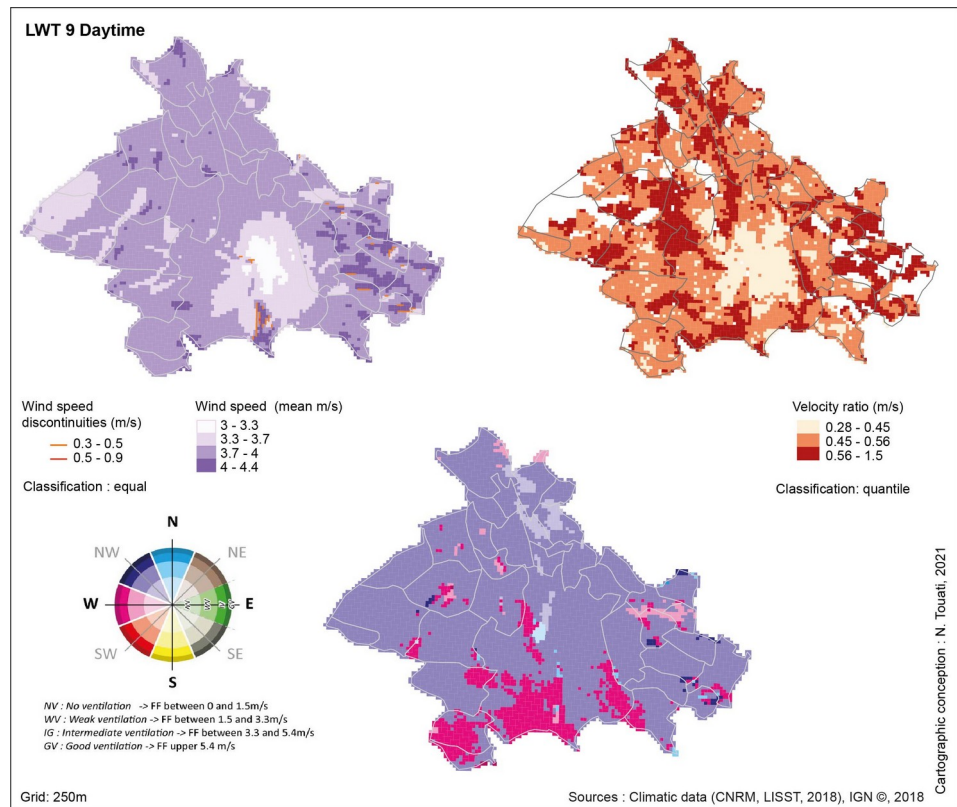 LWT 9 Daytime
Wind speed
discontinuities (m/s)
0.3 - 0.5
0.5 - 0.9
Classification : equal
Wind speed (mean m/s)
3 - 3.3
3.3 - 3.7
3.7 - 4
4 - 4.4
Velocity ratio (m/s)
0.28 - 0.45
0.45 - 0.56
0.56 - 1.5
Classification: quantile
N
NW
NE
W
E
SW
SE
S
NV : No ventilation -> FF between 0 and 1.5m/s
WV : Weak ventilation -> FF between 1.5 and 3.3m/s
IG : Intermediate ventilation -> FF between 3.3 and 5.4m/s
GV : Good ventilation -> FF upper 5.4 m/s
Cartographic conception : N. Touati, 2021
Grid: 250m
Sources : Climatic data (CNRM, LISST, 2018), IGN ©, 2018